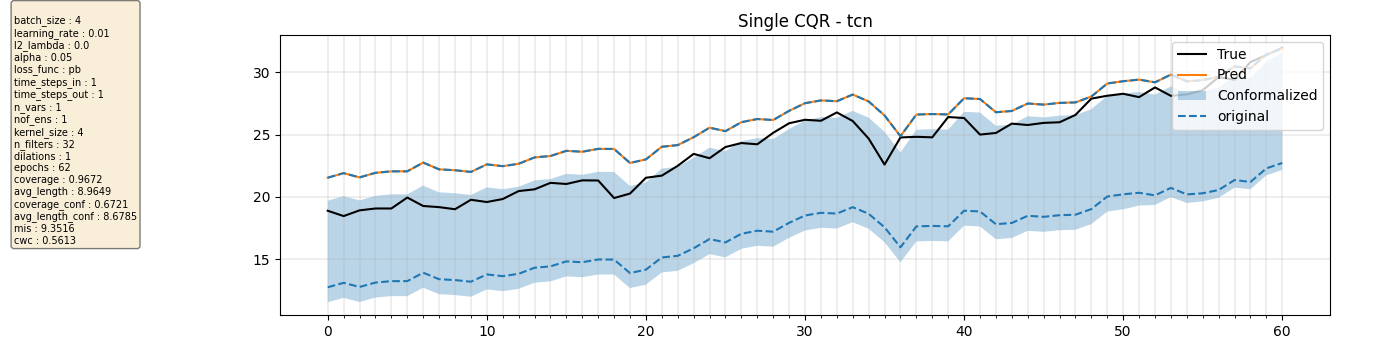 batch_size : 4
learning_rate : 0.01
l2_lambda : 0.0
alpha : 0.05
loss_func : pb
time_steps_in : 1
time_steps_out : 1
n_vars : 1
nof_ens : 1
kernel_size : 4
n_filters : 32
dilations : 1
epochs : 62
coverage : 0.9672
avg_length : 8.9649
coverage_conf : 0.6721
avg_length_conf : 8.6785
mis : 9.3516
cwc : 0.5613
Single CQR - tcn
True
Pred
Conformalized
original
30
25
20
15
0 10 20 30 40 50 60